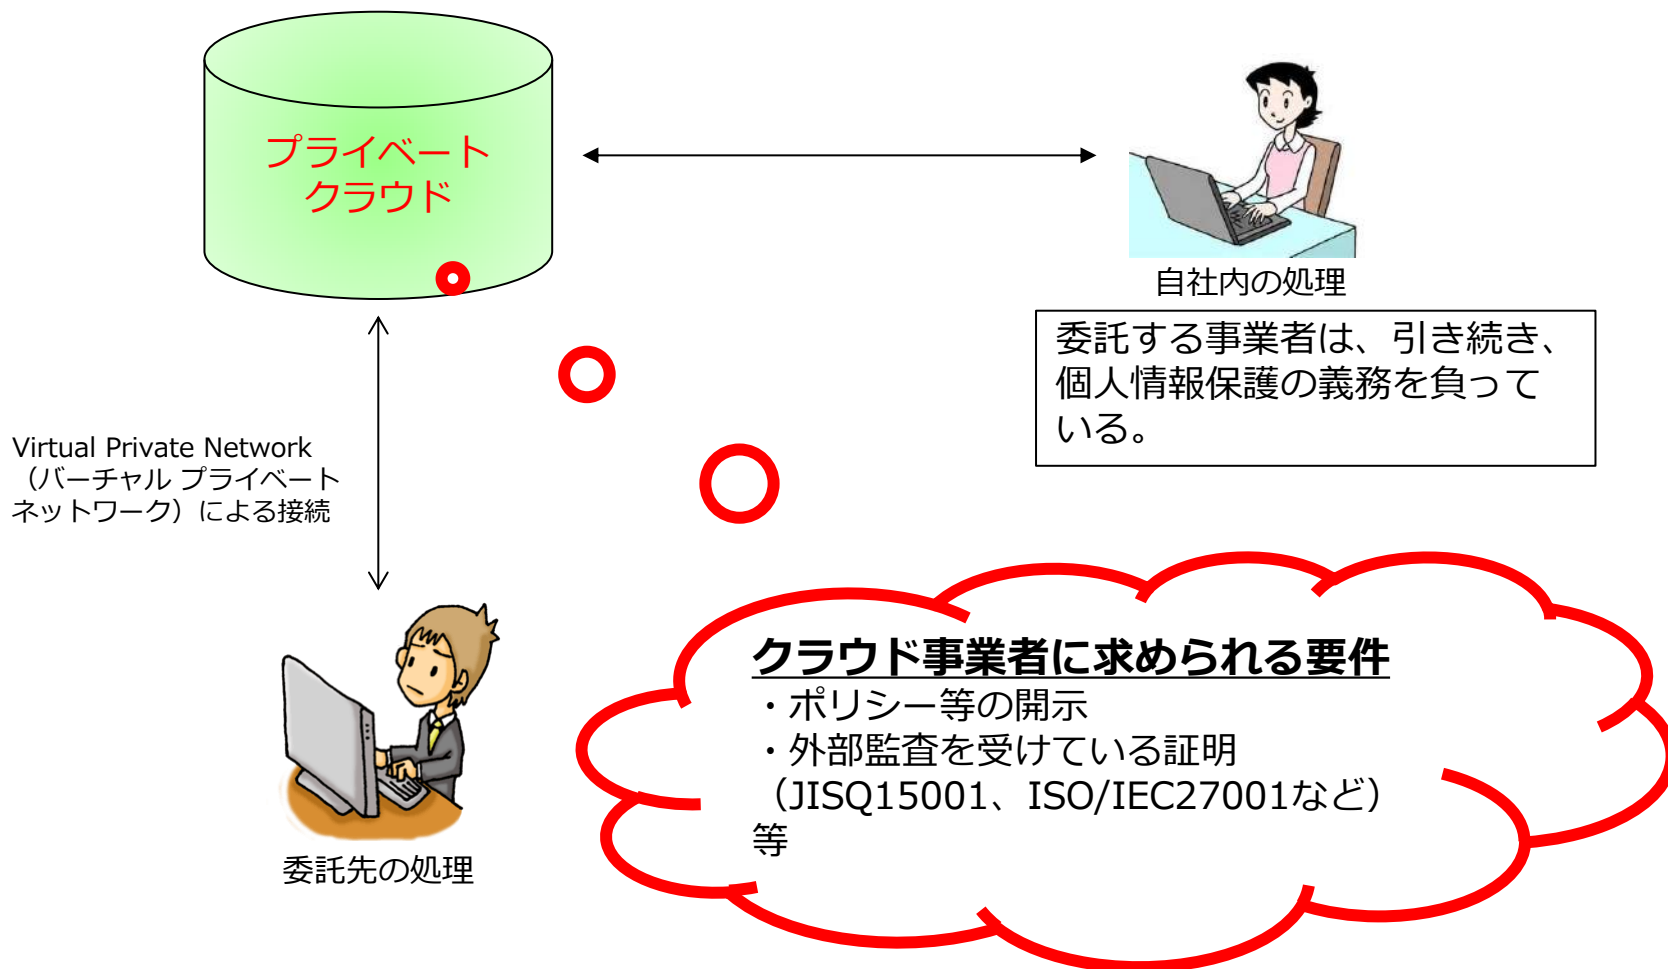 プライベート
クラウド
自社内の処理
委託する事業者は、引き続き、
個人情報保護の義務を負って
いる。
Virtual Private Network
（バーチャル プライベート
ネットワーク）による接続
委託先の処理
クラウド事業者に求められる要件
・ポリシー等の開示
・外部監査を受けている証明
（JISQ15001、ISO/IEC27001など）
等